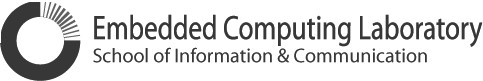 Embedded Computing Laboratory
School of Information & Communication